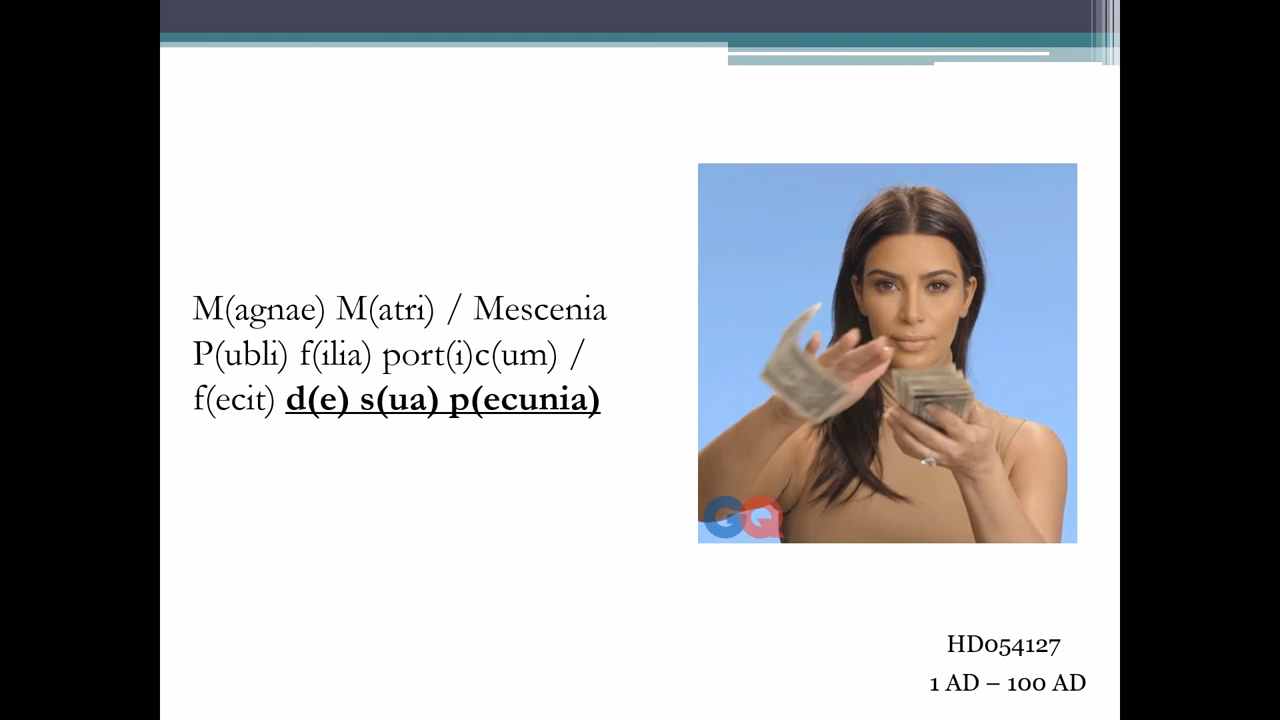 M(agnae) M(atri) / Mescenia
P(ubli) f(ilia) port(i)c(um) /
f(ecit) d(e) s(ua) p(ecunia)
GQ
HD054127
1 AD – 100 AD